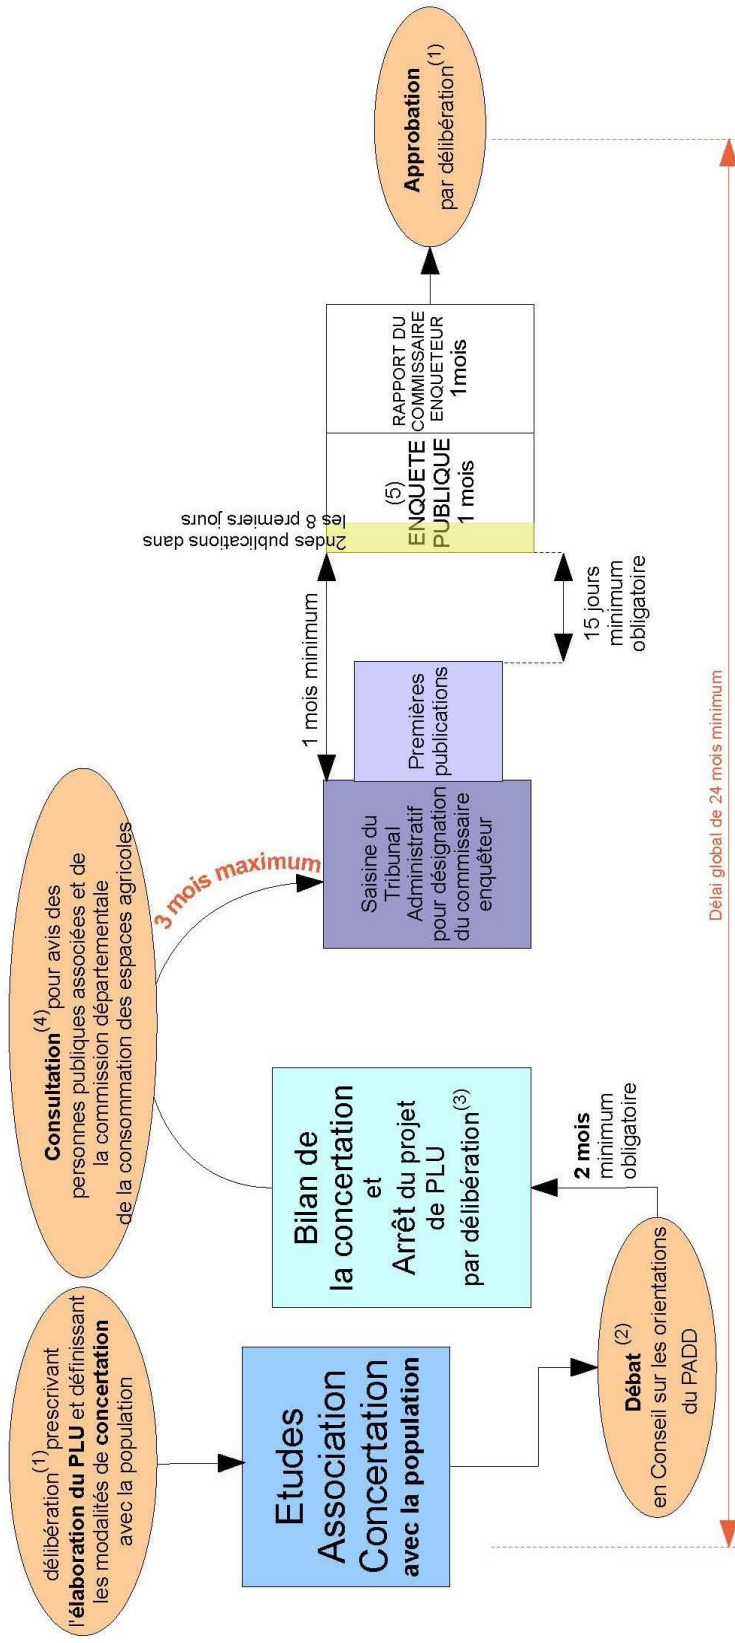 délibération(1) prescrivant
l'élaboration du PLU et définissant
les modalités de concertation
avec la population
Etudes
Association
Concertation
avec la population
Débat (2)
en Conseil sur les orientations
du PADD
2 mois
minimum
obligatoire
Bilan de
la concertation
et
Arrêt du projet
de PLU
par délibération(3)
Consultation(4) pour avis des
personnes publiques associées et de
la commission départementale
de la consommation des espaces agricoles
3 mois maximum
Saisine du
Tribunal
Administratif
pour désignation
du commissaire
enquêteur
Premières
publications
1 mois minimum
15 jours
minimum
obligatoire
2ndes publications dans
les 8 premiers jours
(5)
ENQUETE
PUBLIQUE
1 mois
RAPPORT DU
COMMISSAIRE
ENQUETEUR
1mois
Approbation
par délibération(1)
Délai global de 24 mois minimum